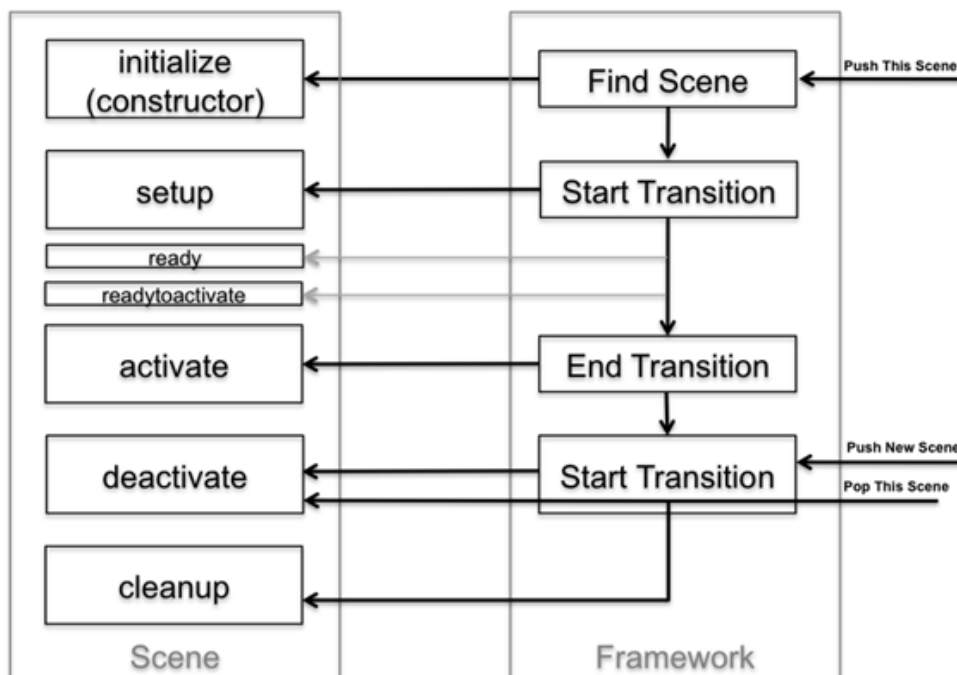 initialize
(constructor)
Find Scene
Push This Scene
setup
Start Transition
ready
readytoactivate
activate
End Transition
deactivate
Start Transition
Push New Scene
Pop This Scene
cleanup
Scene
Framework